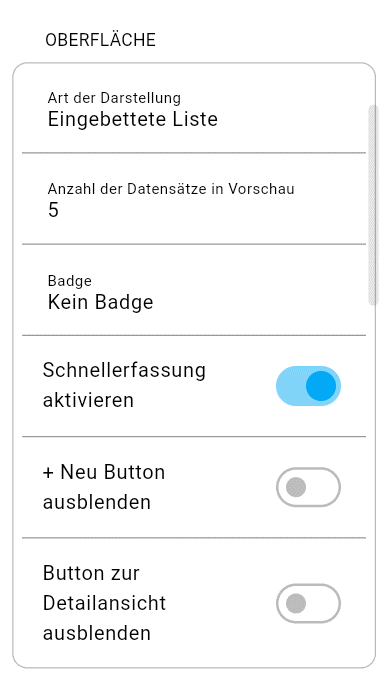 OBERFLÄCHE
Art der Darstellung
Eingebettete Liste
Anzahl der Datensätze in Vorschau
5
Badge
Kein Badge
Schnellerfassung
aktivieren
+ Neu Button
ausblenden
Button zur
Detailansicht
ausblenden